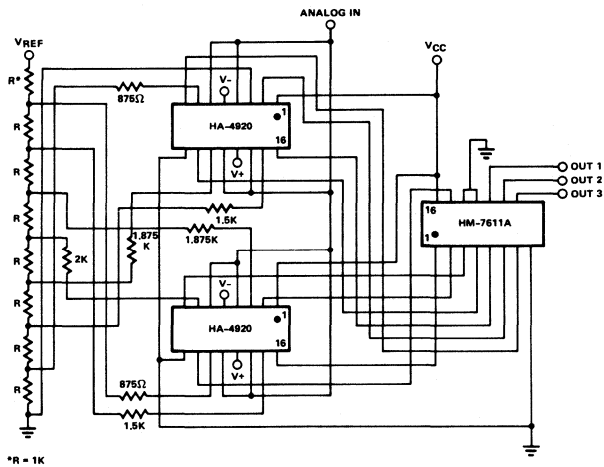 ANALOG IN
VREF
VCC
R*
875Ω
V-
HA-4920
1
16
V+
R
R
R
R
R
R
R
R
OUT 1
OUT 2
OUT 3
16
HM-7611A
1
1.5K
1.875K
1.875
K
2K
V-
HA-4920
1
16
V+
875Ω
1.5K
*R = 1K